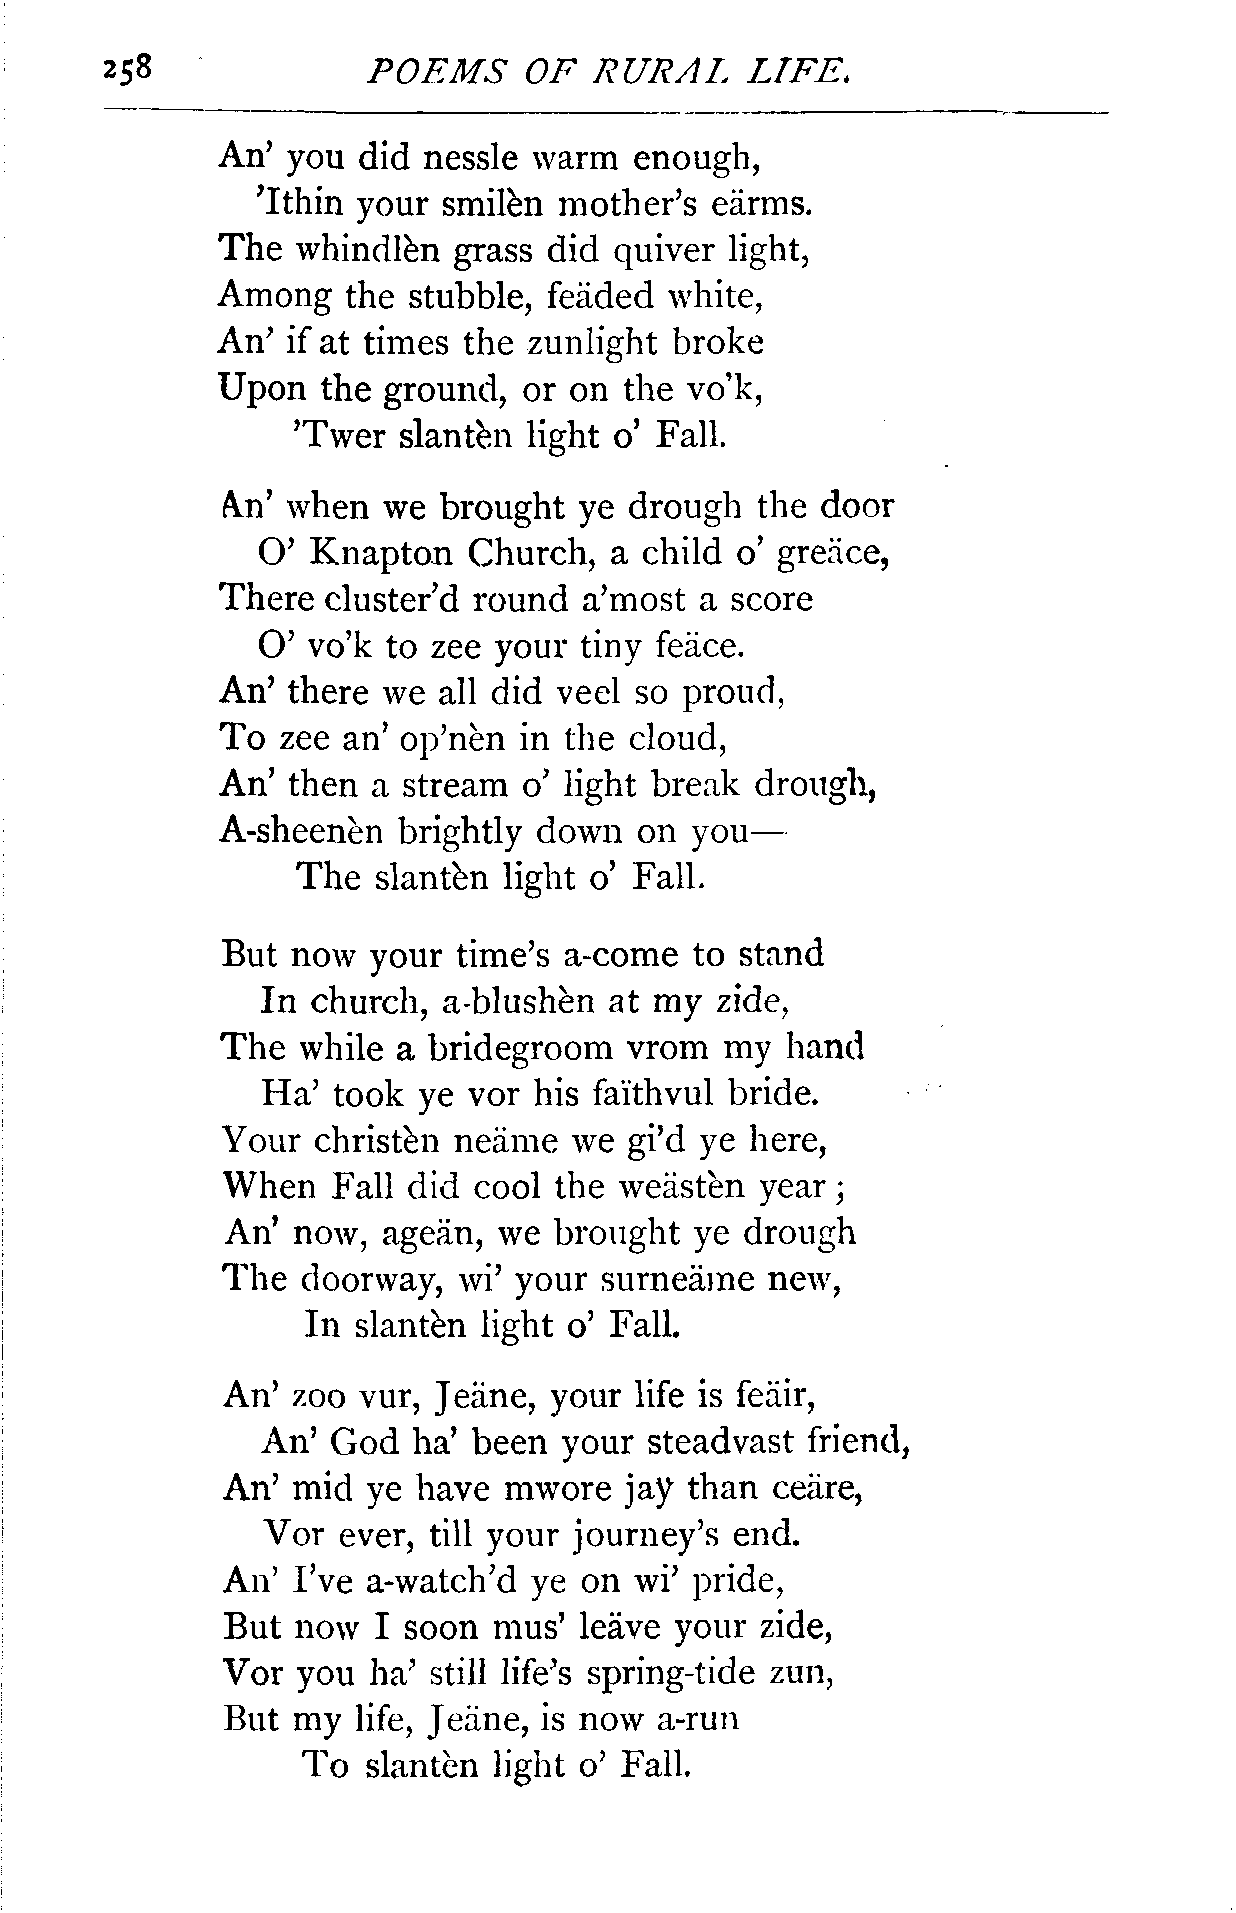 258 POEMS OF RURAL LIFE.
An' you did nessle warm enough,
'Ithin your smilèn mother's eärms.
The whindlèn grass did quiver light,
Among the stubble, feäded white,
An' if at times the zunlight broke
Upon the ground, or on the vo'k,
'Twer slantèn light o' Fall.
An' when we brought ye drough the door
O' Knapton Church, a child o' greäce,
There cluster'd round a'most a score
O' vo'k to zee your tiny feäce.
An' there we all did veel so proud,
To zee an' op'nèn in the cloud,
An' then a stream o' light break drough,
A-sheenèn brightly down on you—
The slantèn light o' Fall.
But now your time's a-come to stand
In church, a-blushèn at my zide,
The while a bridegroom vrom my hand
Ha' took ye vor his faïthvul bride.
Your christèn neäme we gi'd ye here,
When Fall did cool the weästèn year;
An' now, ageän, we brought ye drough
The doorway, wi' your surneäme new,
In slantèn light o' Fall.
An' zoo vur, Jeäne, your life is feäir,
An' God ha' been your steadvast friend,
An' mid ye have mwore jaÿ than ceäre,
Vor ever, till your journey's end.
An' I've a-watch'd ye on wi' pride,
But now I soon mus' leäve your zide,
Vor you ha' still life's spring-tide zun,
But my life, Jeäne, is now a-run
To slantèn light o' Fall.